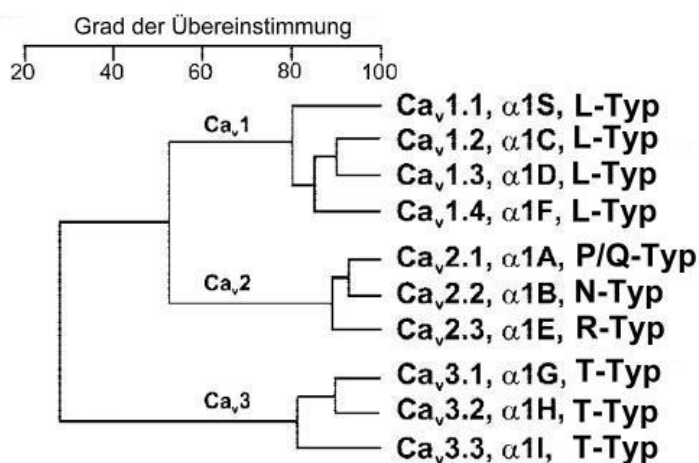 Grad der Übereinstimmung
20 40 60 80 100
Caᵥ1
Caᵥ1.1, α1S, L-Typ
Caᵥ1.2, α1C, L-Typ
Caᵥ1.3, α1D, L-Typ
Caᵥ1.4, α1F, L-Typ
Caᵥ2
Caᵥ2.1, α1A, P/Q-Typ
Caᵥ2.2, α1B, N-Typ
Caᵥ2.3, α1E, R-Typ
Caᵥ3
Caᵥ3.1, α1G, T-Typ
Caᵥ3.2, α1H, T-Typ
Caᵥ3.3, α1I, T-Typ